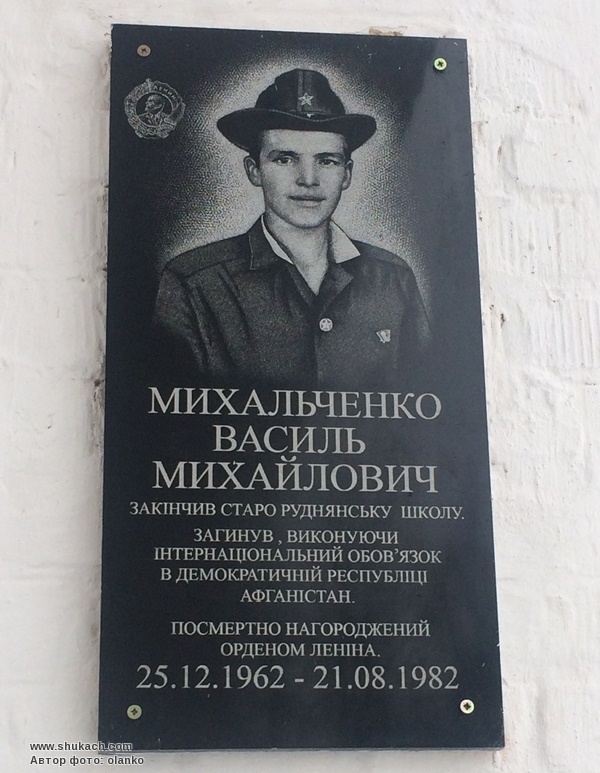 МИХАЛЬЧЕНКО
ВАСИЛЬ
МИХАЙЛОВИЧ
ЗАКІНЧИВ СТАРО РУДНЯНСЬКУ ШКОЛУ.
ЗАГИНУВ , ВИКОНУЮЧИ
ІНТЕРНАЦІОНАЛЬНИЙ ОБОВ’ЯЗОК
В ДЕМОКРАТИЧНІЙ РЕСПУБЛІЦІ
АФГАНІСТАН.
ПОСМЕРТНО НАГОРОДЖЕНИЙ
ОРДЕНОМ ЛЕНІНА.
25.12.1962 - 21.08.1982
www.shukach.com
Автор фото: olanko